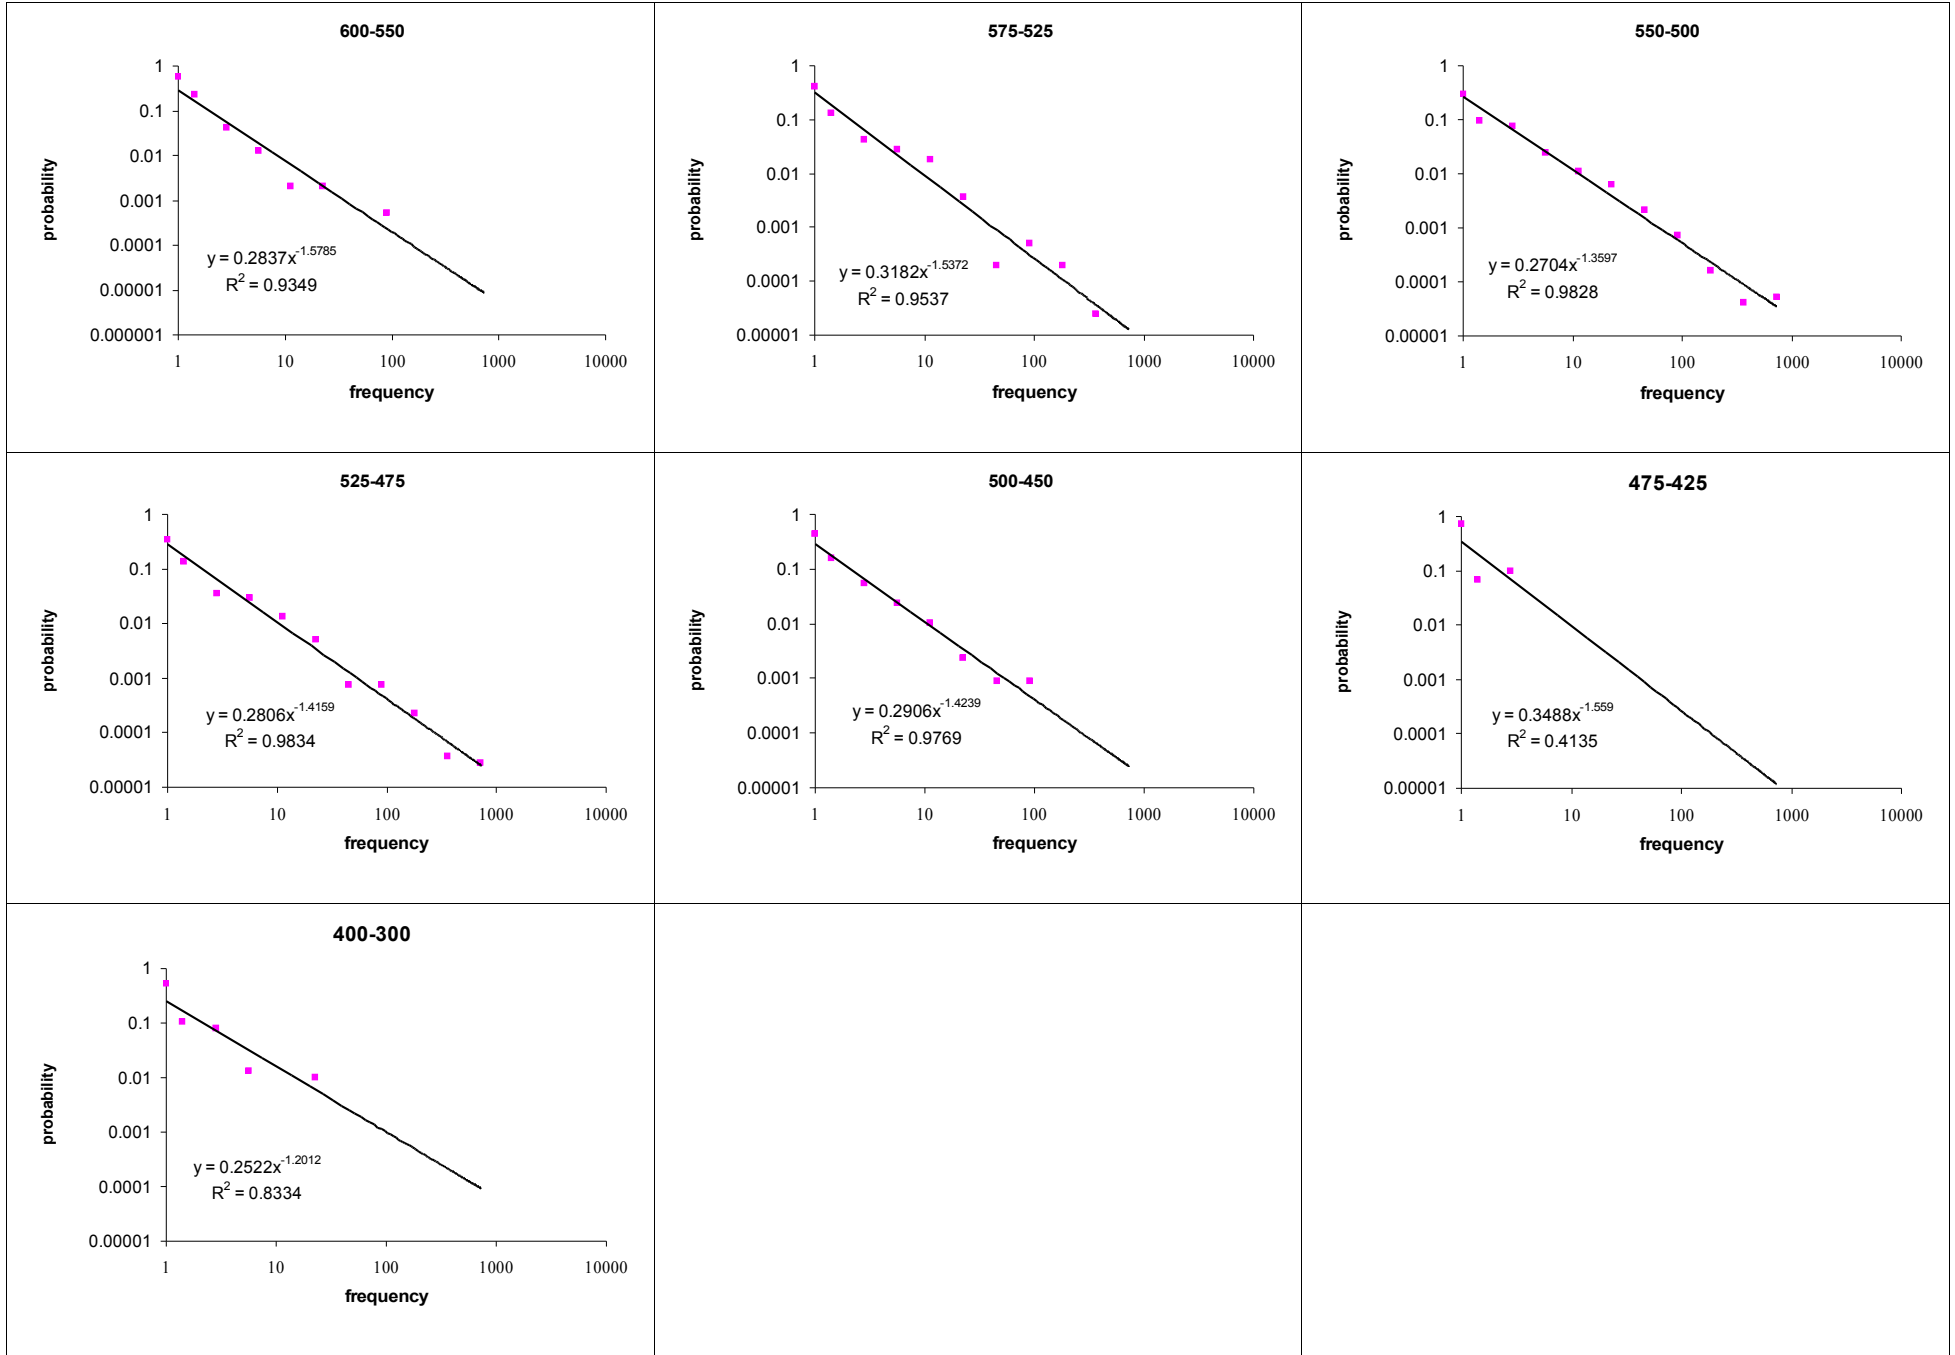 600-550
1
0.1
0.01
0.001
0.0001
0.00001
0.000001
probability
y = 0.2837x^-1.5785
R^2 = 0.9349
1 10 100 1000 10000
frequency
575-525
1
0.1
0.01
0.001
0.0001
0.00001
probability
y = 0.3182x^-1.5372
R^2 = 0.9537
1 10 100 1000 10000
frequency
550-500
1
0.1
0.01
0.001
0.0001
0.00001
probability
y = 0.2704x^-1.3597
R^2 = 0.9828
1 10 100 1000 10000
frequency
525-475
1
0.1
0.01
0.001
0.0001
0.00001
probability
y = 0.2806x^-1.4159
R^2 = 0.9834
1 10 100 1000 10000
frequency
500-450
1
0.1
0.01
0.001
0.0001
0.00001
probability
y = 0.2906x^-1.4239
R^2 = 0.9769
1 10 100 1000 10000
frequency
475-425
1
0.1
0.01
0.001
0.0001
0.00001
probability
y = 0.3488x^-1.559
R^2 = 0.4135
1 10 100 1000 10000
frequency
400-300
1
0.1
0.01
0.001
0.0001
0.00001
probability
y = 0.2522x^-1.2012
R^2 = 0.8334
1 10 100 1000 10000
frequency